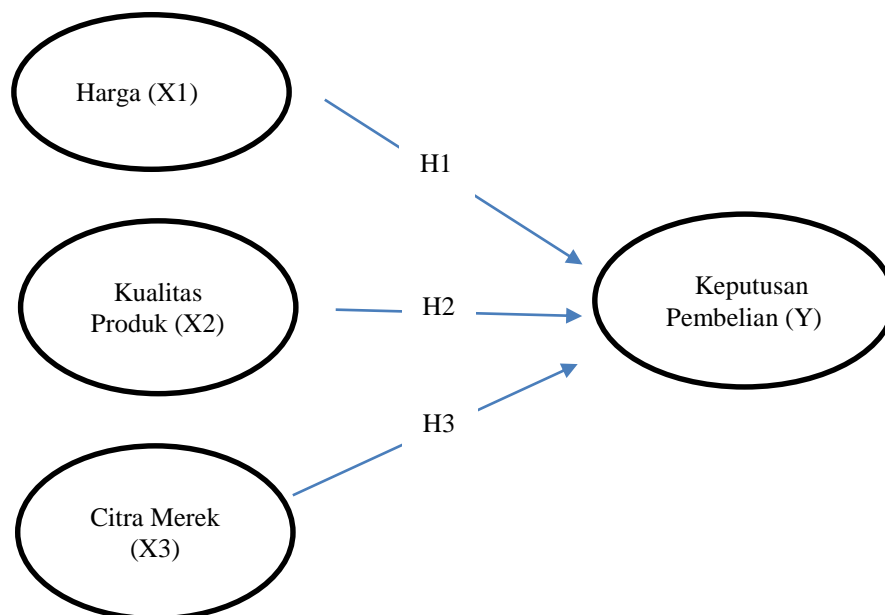 Harga (X1)
H1
Kualitas
Produk (X2)
H2
Keputusan
Pembelian (Y)
H3
Citra Merek
(X3)